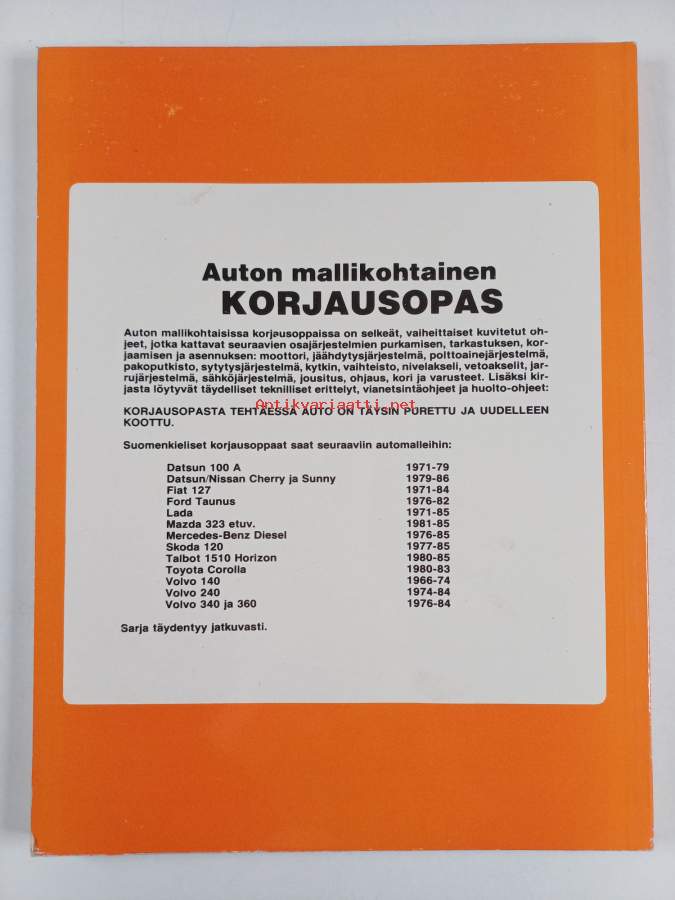 Auton mallikohtainen
KORJAUSOPAS
Auton mallikohtaisissa korjausoppaissa on selkeät, vaiheittaiset kuvitetut oh-
jeet, jotka kattavat seuraavien osajärjestelmien purkamisen, tarkastuksen, kor-
jaamisen ja asennuksen: moottori, jäähdytysjärjestelmä, polttoainejärjestelmä,
pakoputkisto, sytytysjärjestelmä, kytkin, vaihteisto, nivelakseli, vetoakselit, jar-
rujärjestelmä, sähköjärjestelmä, jousitus, ohjaus, kori ja varusteet. Lisäksi kir-
jasta löytyvät täydelliset teknilliset erittelyt, vianetsintäohjeet ja huolto-ohjeet:
Antikvariaatti.net
KORJAUSOPASTA TEHTAESSA AUTO ON TÄYSIN PURETTU JA UUDELLEEN
KOOTTU.
Suomenkieliset korjausoppaat saat seuraaviin automalleihin:
Datsun 100 A 1971-79
Datsun/Nissan Cherry ja Sunny 1979-86
Fiat 127 1971-84
Ford Taunus 1976-82
Lada 1971-85
Mazda 323 etuv. 1981-85
Mercedes-Benz Diesel 1976-85
Skoda 120 1977-85
Talbot 1510 Horizon 1980-85
Toyota Corolla 1980-83
Volvo 140 1966-74
Volvo 240 1974-84
Volvo 340 ja 360 1976-84
Sarja täydentyy jatkuvasti.